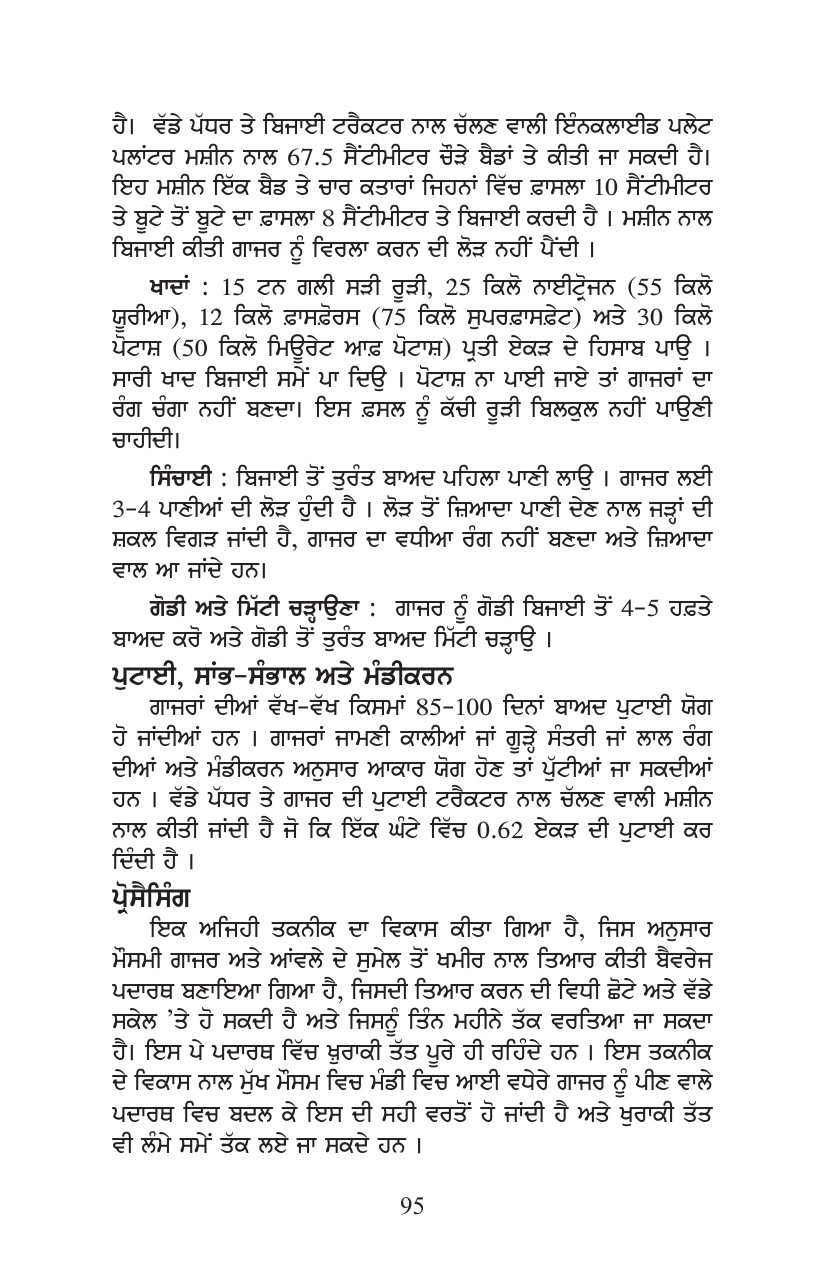 ਹੈ।  ਵੱਡੇ ਪੱਧਰ ਤੇ ਬਿਜਾਈ ਟਰੈਕਟਰ ਨਾਲ ਚੱਲਣ ਵਾਲੀ ਇੰਨਕਲਾਈਡ ਪਲੇਟ
ਪਲਾਂਟਰ ਮਸ਼ੀਨ ਨਾਲ 67.5 ਸੈਂਟੀਮੀਟਰ ਚੌੜੇ ਬੈਡਾਂ ਤੇ ਕੀਤੀ ਜਾ ਸਕਦੀ ਹੈ।
ਇਹ ਮਸ਼ੀਨ ਇੱਕ ਬੈਡ ਤੇ ਚਾਰ ਕਤਾਰਾਂ ਜਿਹਨਾਂ ਵਿੱਚ ਫ਼ਾਸਲਾ 10 ਸੈਂਟੀਮੀਟਰ
ਤੇ ਬੂਟੇ ਤੋਂ ਬੂਟੇ ਦਾ ਫ਼ਾਸਲਾ 8 ਸੈਂਟੀਮੀਟਰ ਤੇ ਬਿਜਾਈ ਕਰਦੀ ਹੈ । ਮਸ਼ੀਨ ਨਾਲ
ਬਿਜਾਈ ਕੀਤੀ ਗਾਜਰ ਨੂੰ ਵਿਰਲਾ ਕਰਨ ਦੀ ਲੋੜ ਨਹੀਂ ਪੈਂਦੀ ।
ਖਾਦਾਂ : 15 ਟਨ ਗਲੀ ਸੜੀ ਰੂੜੀ, 25 ਕਿਲੋ ਨਾਈਟ੍ਰੋਜਨ (55 ਕਿਲੋ
ਯੂਰੀਆ), 12 ਕਿਲੋ ਫ਼ਾਸਫ਼ੋਰਸ (75 ਕਿਲੋ ਸੁਪਰਫ਼ਾਸਫ਼ੇਟ) ਅਤੇ 30 ਕਿਲੋ
ਪੋਟਾਸ਼ (50 ਕਿਲੋ ਮਿਊਰੇਟ ਆਫ਼ ਪੋਟਾਸ਼) ਪ੍ਰਤੀ ਏਕੜ ਦੇ ਹਿਸਾਬ ਪਾਉ ।
ਸਾਰੀ ਖਾਦ ਬਿਜਾਈ ਸਮੇਂ ਪਾ ਦਿਉ । ਪੋਟਾਸ਼ ਨਾ ਪਾਈ ਜਾਏ ਤਾਂ ਗਾਜਰਾਂ ਦਾ
ਰੰਗ ਚੰਗਾ ਨਹੀਂ ਬਣਦਾ। ਇਸ ਫ਼ਸਲ ਨੂੰ ਕੱਚੀ ਰੂੜੀ ਬਿਲਕੁਲ ਨਹੀਂ ਪਾਉਣੀ
ਚਾਹੀਦੀ।
ਸਿੰਚਾਈ : ਬਿਜਾਈ ਤੋਂ ਤੁਰੰਤ ਬਾਅਦ ਪਹਿਲਾ ਪਾਣੀ ਲਾਉ । ਗਾਜਰ ਲਈ
3-4 ਪਾਣੀਆਂ ਦੀ ਲੋੜ ਹੁੰਦੀ ਹੈ । ਲੋੜ ਤੋਂ ਜ਼ਿਆਦਾ ਪਾਣੀ ਦੇਣ ਨਾਲ ਜੜ੍ਹਾਂ ਦੀ
ਸ਼ਕਲ ਵਿਗੜ ਜਾਂਦੀ ਹੈ, ਗਾਜਰ ਦਾ ਵਧੀਆ ਰੰਗ ਨਹੀਂ ਬਣਦਾ ਅਤੇ ਜ਼ਿਆਦਾ
ਵਾਲ ਆ ਜਾਂਦੇ ਹਨ।
ਗੋਡੀ ਅਤੇ ਮਿੱਟੀ ਚੜ੍ਹਾਉਣਾ :  ਗਾਜਰ ਨੂੰ ਗੋਡੀ ਬਿਜਾਈ ਤੋਂ 4-5 ਹਫ਼ਤੇ
ਬਾਅਦ ਕਰੋ ਅਤੇ ਗੋਡੀ ਤੋਂ ਤੁਰੰਤ ਬਾਅਦ ਮਿੱਟੀ ਚੜ੍ਹਾਉ ।
ਪੁਟਾਈ, ਸਾਂਭ-ਸੰਭਾਲ ਅਤੇ ਮੰਡੀਕਰਨ
ਗਾਜਰਾਂ ਦੀਆਂ ਵੱਖ-ਵੱਖ ਕਿਸਮਾਂ 85-100 ਦਿਨਾਂ ਬਾਅਦ ਪੁਟਾਈ ਯੋਗ
ਹੋ ਜਾਂਦੀਆਂ ਹਨ । ਗਾਜਰਾਂ ਜਾਮਣੀ ਕਾਲੀਆਂ ਜਾਂ ਗੂੜ੍ਹੇ ਸੰਤਰੀ ਜਾਂ ਲਾਲ ਰੰਗ
ਦੀਆਂ ਅਤੇ ਮੰਡੀਕਰਨ ਅਨੁਸਾਰ ਆਕਾਰ ਯੋਗ ਹੋਣ ਤਾਂ ਪੁੱਟੀਆਂ ਜਾ ਸਕਦੀਆਂ
ਹਨ । ਵੱਡੇ ਪੱਧਰ ਤੇ ਗਾਜਰ ਦੀ ਪੁਟਾਈ ਟਰੈਕਟਰ ਨਾਲ ਚੱਲਣ ਵਾਲੀ ਮਸ਼ੀਨ
ਨਾਲ ਕੀਤੀ ਜਾਂਦੀ ਹੈ ਜੋ ਕਿ ਇੱਕ ਘੰਟੇ ਵਿੱਚ 0.62 ਏਕੜ ਦੀ ਪੁਟਾਈ ਕਰ
ਦਿੰਦੀ ਹੈ ।
ਪ੍ਰੋਸੈਸਿੰਗ
ਇਕ ਅਜਿਹੀ ਤਕਨੀਕ ਦਾ ਵਿਕਾਸ ਕੀਤਾ ਗਿਆ ਹੈ, ਜਿਸ ਅਨੁਸਾਰ
ਮੌਸਮੀ ਗਾਜਰ ਅਤੇ ਆਂਵਲੇ ਦੇ ਸੁਮੇਲ ਤੋਂ ਖਮੀਰ ਨਾਲ ਤਿਆਰ ਕੀਤੀ ਬੈਵਰੇਜ
ਪਦਾਰਥ ਬਣਾਇਆ ਗਿਆ ਹੈ, ਜਿਸਦੀ ਤਿਆਰ ਕਰਨ ਦੀ ਵਿਧੀ ਛੋਟੇ ਅਤੇ ਵੱਡੇ
ਸਕੇਲ ’ਤੇ ਹੋ ਸਕਦੀ ਹੈ ਅਤੇ ਜਿਸਨੂੰ ਤਿੰਨ ਮਹੀਨੇ ਤੱਕ ਵਰਤਿਆ ਜਾ ਸਕਦਾ
ਹੈ। ਇਸ ਪੇ ਪਦਾਰਥ ਵਿੱਚ ਖ਼ੁਰਾਕੀ ਤੱਤ ਪੂਰੇ ਹੀ ਰਹਿੰਦੇ ਹਨ । ਇਸ ਤਕਨੀਕ
ਦੇ ਵਿਕਾਸ ਨਾਲ ਮੁੱਖ ਮੌਸਮ ਵਿਚ ਮੰਡੀ ਵਿਚ ਆਈ ਵਧੇਰੇ ਗਾਜਰ ਨੂੰ ਪੀਣ ਵਾਲੇ
ਪਦਾਰਥ ਵਿਚ ਬਦਲ ਕੇ ਇਸ ਦੀ ਸਹੀ ਵਰਤੋਂ ਹੋ ਜਾਂਦੀ ਹੈ ਅਤੇ ਖੁਰਾਕੀ ਤੱਤ
ਵੀ ਲੰਮੇ ਸਮੇਂ ਤੱਕ ਲਏ ਜਾ ਸਕਦੇ ਹਨ ।
95